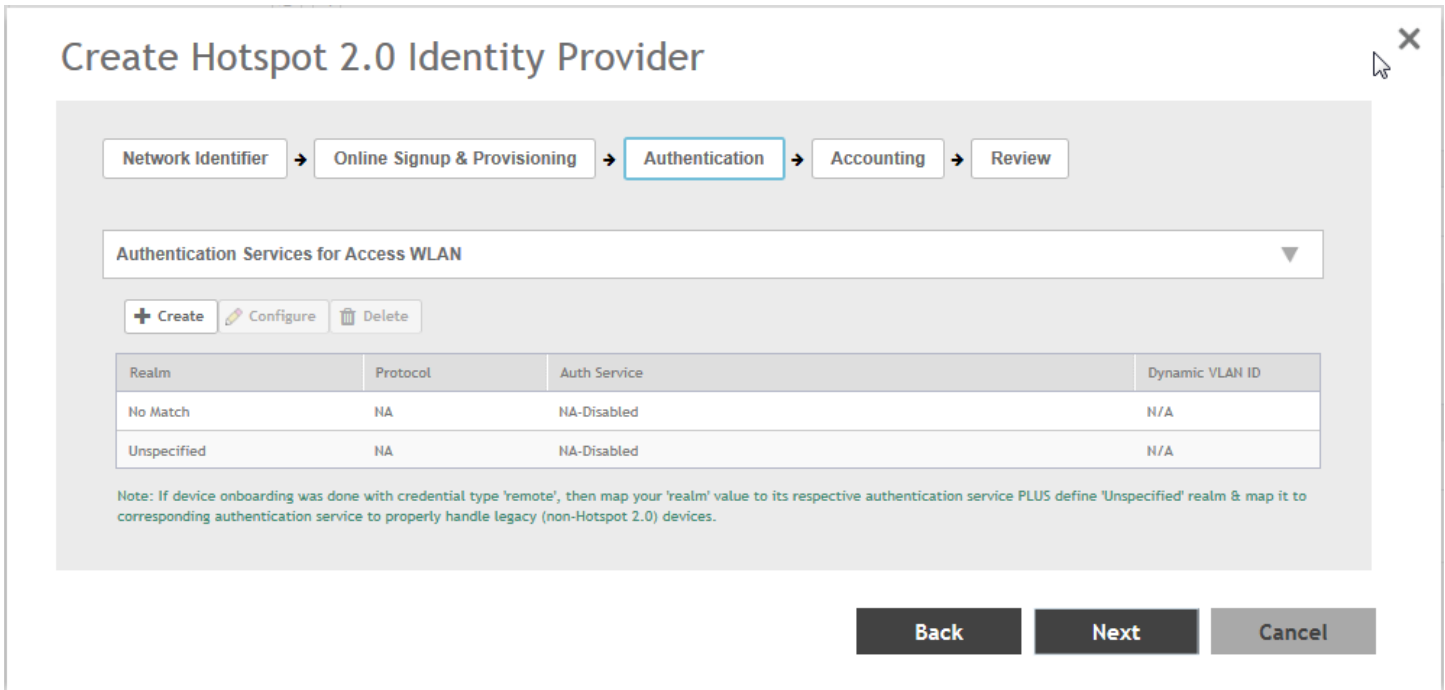 Create Hotspot 2.0 Identity Provider
Network Identifier
Online Signup & Provisioning
Authentication
Accounting
Review
Authentication Services for Access WLAN
Create
Configure
Delete
Realm Protocol Auth Service Dynamic VLAN ID
No Match NA NA-Disabled N/A
Unspecified NA NA-Disabled N/A
Note: If device onboarding was done with credential type 'remote', then map your 'realm' value to its respective authentication service PLUS define 'Unspecified' realm & map it to
corresponding authentication service to properly handle legacy (non-Hotspot 2.0) devices.
Back
Next
Cancel